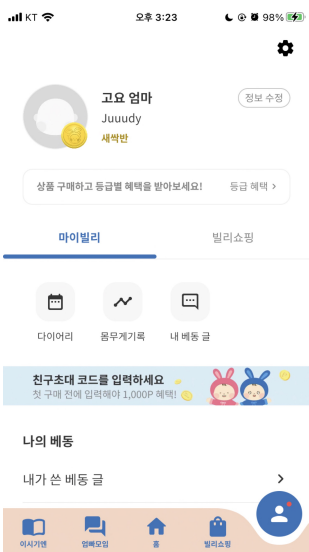 KT 오후 3:23 98%
고요 엄마
정보 수정
Juuudy
새싹반
상품 구매하고 등급별 혜택을 받아보세요! 등급 혜택 >
마이빌리 빌리쇼핑
다이어리 몸무게기록 내 베동 글
친구초대 코드를 입력하세요
첫 구매 전에 입력해야 1,000P 혜택!
나의 베동
내가 쓴 베동 글 >
이시기엔 엄빠모임 홈 빌리쇼핑